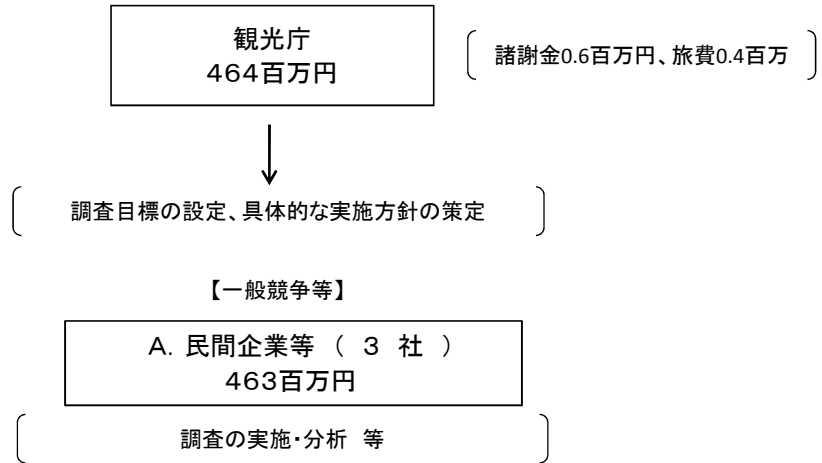 観光庁
464百万円
諸謝金0.6百万円、旅費0.4百万
調査目標の設定、具体的な実施方針の策定
【一般競争等】
A. 民間企業等 （ 3 社 ）
463百万円
調査の実施・分析 等